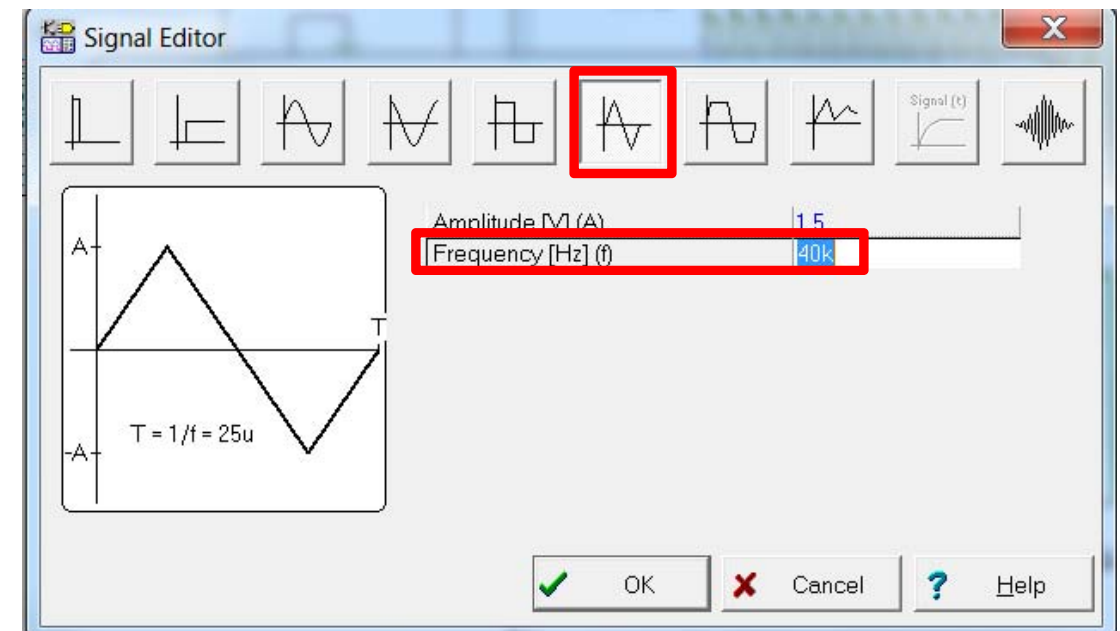 Signal Editor
Signal (t)
Amplitude [V] (A) 1.5
Frequency [Hz] (f) 40k
A
T
T = 1/f = 25u
-A
OK Cancel ? Help